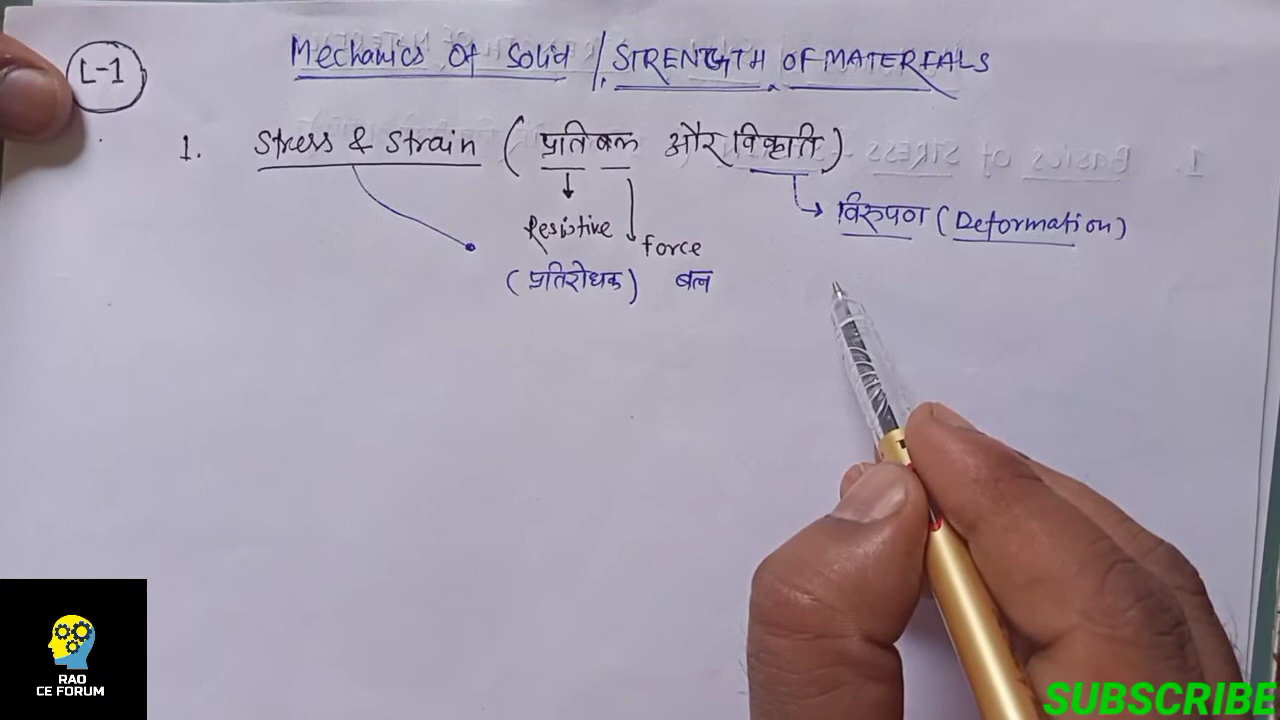 L-1
Mechanics Of Solid / STRENGTH OF MATERIALS
1. Stress & Strain ( प्रतिबल और विकृति )
विरुपण ( Deformation )
Resistive
force
( प्रतिरोधक ) बल
RAO
CE FORUM
SUBSCRIBE